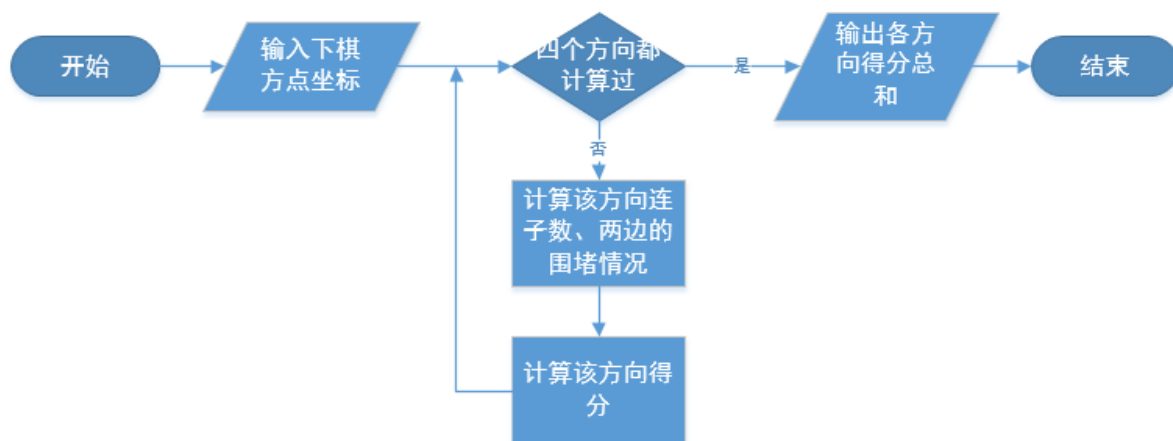 开始
输入下棋
方点坐标
四个方向都
计算过
是
输出各方
向得分总
和
结束
否
计算该方向连
子数、两边的
围堵情况
计算该方向得
分